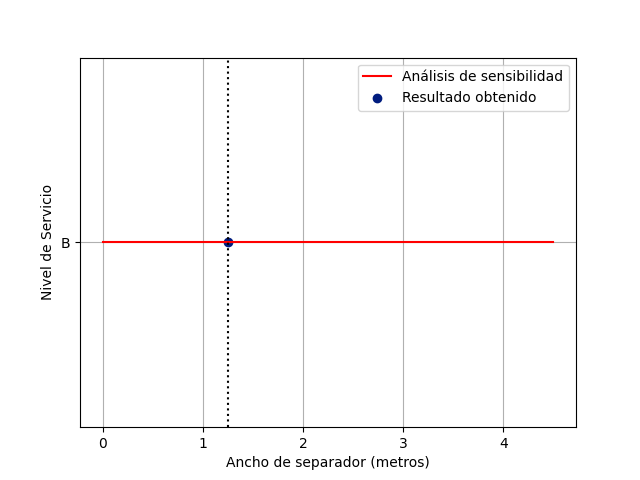 Análisis de sensibilidad
Resultado obtenido
Nivel de Servicio
B
0 1 2 3 4
Ancho de separador (metros)